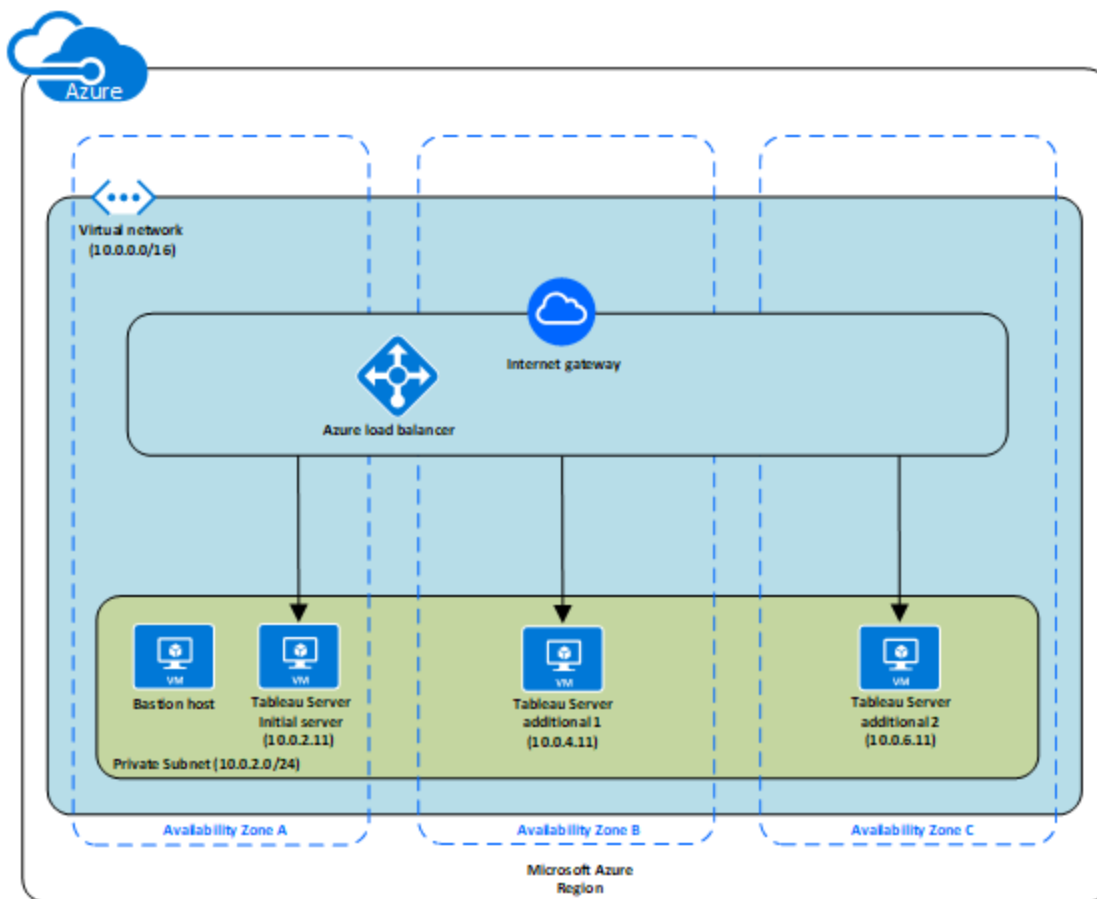 Azure
Virtual network
(10.0.0.0/16)
Internet gateway
Azure load balancer
VM
Bastion host
VM
Tableau Server
Initial server
(10.0.2.11)
VM
Tableau Server
additional 1
(10.0.4.11)
VM
Tableau Server
additional 2
(10.0.6.11)
Private Subnet (10.0.2.0/24)
Availability Zone A
Availability Zone B
Availability Zone C
Microsoft Azure
Region